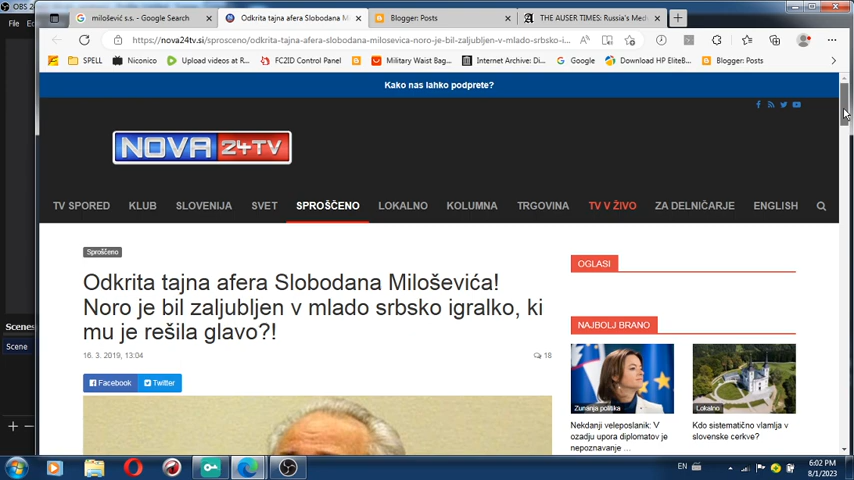 OBS
milošević s.s. - Google Search
Odkrita tajna afera Slobodana M
Blogger: Posts
THE AUSER TIMES: Russia's Med
File
https://nova24tv.si/sprosceno/odkrita-tajna-afera-slobodana-milosevica-noro-je-bil-zaljubljen-v-mlado-srbsko-i...
SPELL
Niconico
Upload videos at R...
FC2ID Control Panel
Military Waist Bag...
Internet Archive: Di...
Google
Download HP EliteB...
Blogger: Posts
Kako nas lahko podprete?
NOVA 24TV
TV SPORED KLUB SLOVENIJA SVET SPROŠČENO LOKALNO KOLUMNA TRGOVINA TV V ŽIVO ZA DELNIČARJE ENGLISH
Sproščeno
Odkrita tajna afera Slobodana Miloševića!
Noro je bil zaljubljen v mlado srbsko igralko, ki
mu je rešila glavo?!
16. 3. 2019, 13:04
18
Facebook
Twitter
OGLASI
NAJBOLJ BRANO
Zunanja politika
Lokalno
Nekdanji veleposlanik: V
ozadju upora diplomatov je
nepoznavanje ...
Kdo sistematično vlamlja v
slovenske cerkve?
Scenes
Scene
EN
6:02 PM
8/1/2023